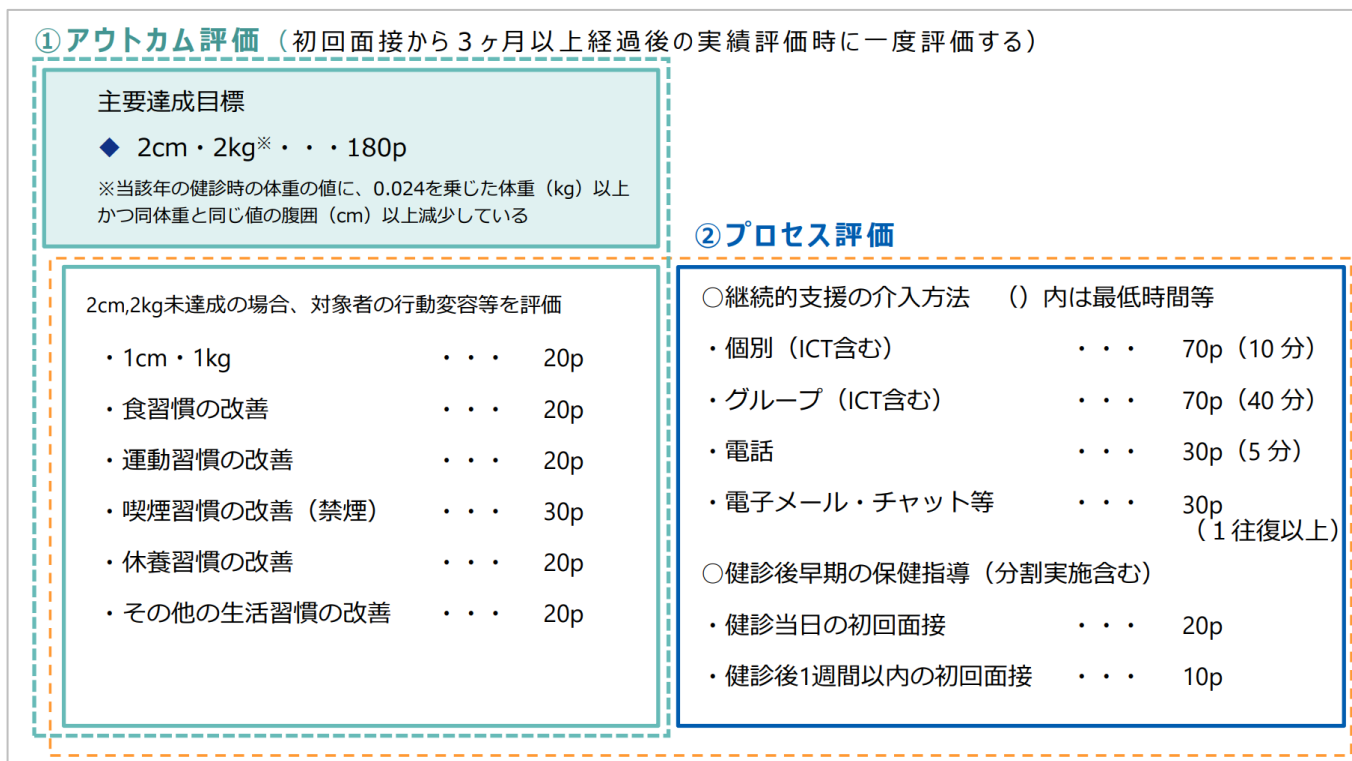 ①アウトカム評価（初回面接から３ヶ月以上経過後の実績評価時に一度評価する）
主要達成目標
◆ 2cm・2kg※・・・180p
※当該年の健診時の体重の値に、0.024を乗じた体重（kg）以上
かつ同体重と同じ値の腹囲（cm）以上減少している
2cm,2kg未達成の場合、対象者の行動変容等を評価
・1cm・1kg ・・・ 20p
・食習慣の改善 ・・・ 20p
・運動習慣の改善 ・・・ 20p
・喫煙習慣の改善（禁煙） ・・・ 30p
・休養習慣の改善 ・・・ 20p
・その他の生活習慣の改善 ・・・ 20p
②プロセス評価
○継続的支援の介入方法 （）内は最低時間等
・個別（ICT含む） ・・・ 70p（10 分）
・グループ（ICT含む） ・・・ 70p（40 分）
・電話 ・・・ 30p（5 分）
・電子メール・チャット等 ・・・ 30p
（１往復以上）
○健診後早期の保健指導（分割実施含む）
・健診当日の初回面接 ・・・ 20p
・健診後1週間以内の初回面接 ・・・ 10p